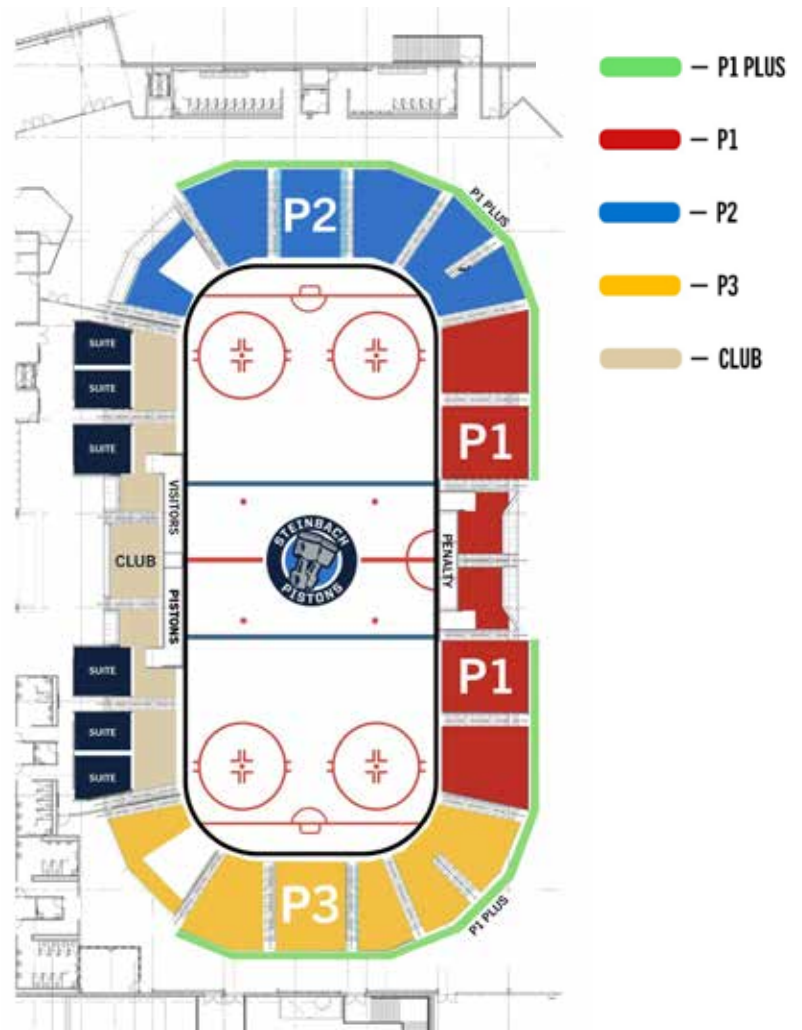 P1 PLUS
P1
P2
P3
CLUB
P2
P1 PLUS
SUITE
SUITE
SUITE
P1
VISITORS
STEINBACH
PISTONS
PENALTY
CLUB
PISTONS
SUITE
P1
SUITE
SUITE
P3
P1 PLUS